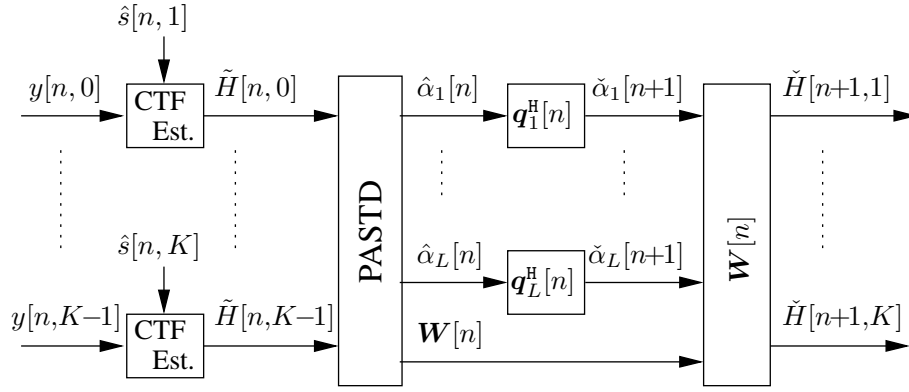 ŝ[n, 1]
y[n, 0]
CTF
Est.
H̃[n, 0]
α̂₁[n]
q₁ᴴ[n]
α̌₁[n+1]
Ȟ[n+1,1]
PASTD
W[n]
ŝ[n, K]
α̂_L[n]
q_Lᴴ[n]
α̌_L[n+1]
y[n,K−1]
CTF
Est.
H̃[n,K−1]
W[n]
Ȟ[n+1,K]